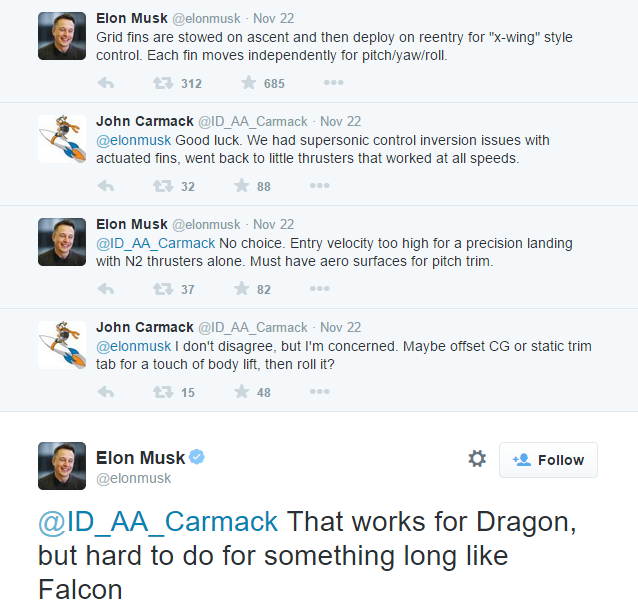 Elon Musk @elonmusk · Nov 22
Grid fins are stowed on ascent and then deploy on reentry for "x-wing" style
control. Each fin moves independently for pitch/yaw/roll.
312 685
John Carmack @ID_AA_Carmack · Nov 22
@elonmusk Good luck. We had supersonic control inversion issues with
actuated fins, went back to little thrusters that worked at all speeds.
32 88
Elon Musk @elonmusk · Nov 22
@ID_AA_Carmack No choice. Entry velocity too high for a precision landing
with N2 thrusters alone. Must have aero surfaces for pitch trim.
37 82
John Carmack @ID_AA_Carmack · Nov 22
@elonmusk I don't disagree, but I'm concerned. Maybe offset CG or static trim
tab for a touch of body lift, then roll it?
15 48
Elon Musk
Follow
@elonmusk
@ID_AA_Carmack That works for Dragon,
but hard to do for something long like
Falcon